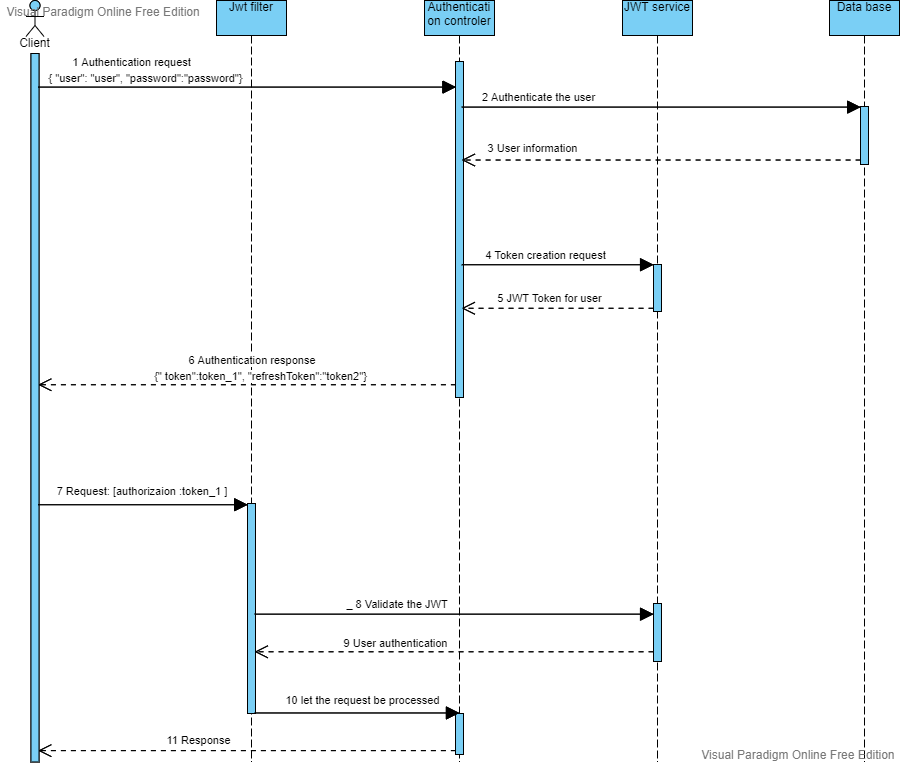 Visual Paradigm Online Free Edition
Client
Jwt filter
Authenticati
on controler
JWT service
Data base
1 Authentication request
{ "user": "user", "password":"password"}
2 Authenticate the user
3 User information
4 Token creation request
5 JWT Token for user
6 Authentication response
{" token":token_1", "refreshToken":"token2"}
7 Request: [authorizaion :token_1 ]
_ 8 Validate the JWT
9 User authentication
10 let the request be processed
11 Response
Visual Paradigm Online Free Edition